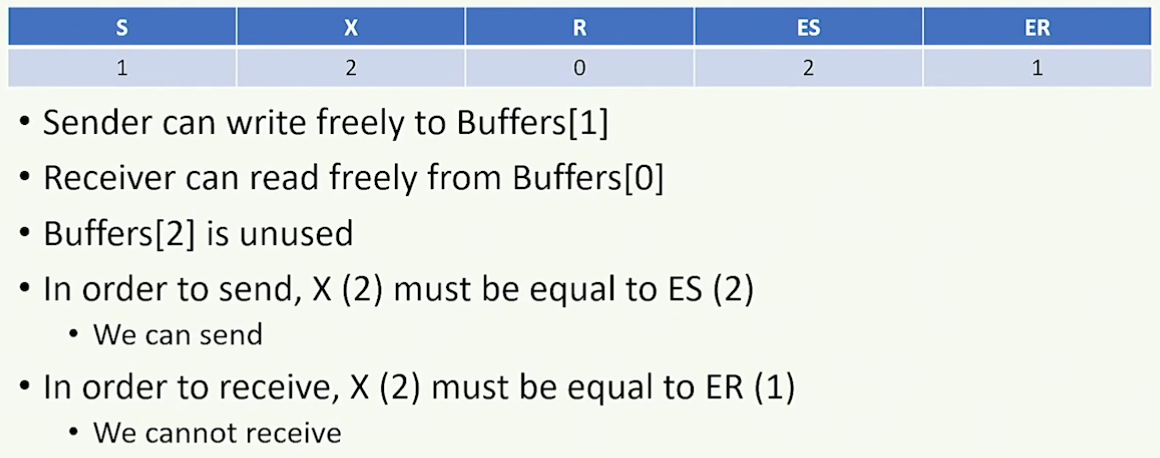 S X R ES ER
1 2 0 2 1
• Sender can write freely to Buffers[1]
• Receiver can read freely from Buffers[0]
• Buffers[2] is unused
• In order to send, X (2) must be equal to ES (2)
• We can send
• In order to receive, X (2) must be equal to ER (1)
• We cannot receive